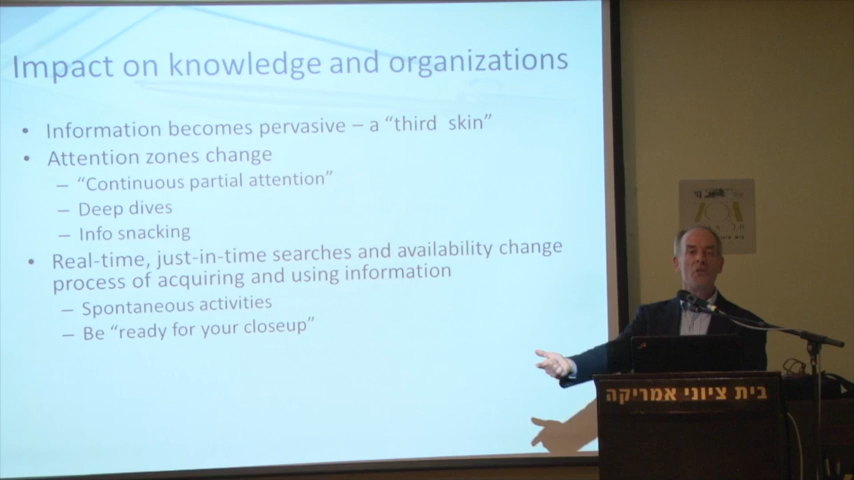 Impact on knowledge and organizations
• Information becomes pervasive – a “third skin”
• Attention zones change
– “Continuous partial attention”
– Deep dives
– Info snacking
• Real-time, just-in-time searches and availability change
process of acquiring and using information
– Spontaneous activities
– Be “ready for your closeup”
בית ציוני אמריקה